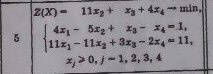 Z(X)= 11x₂ + x₃ + 4x₄ → min,
5
4x₁ - 5x₂ + x₃ - x₄ = 1,
11x₁ - 11x₂ + 3x₃ - 2x₄ = 11,
xⱼ ≥ 0, j = 1, 2, 3, 4